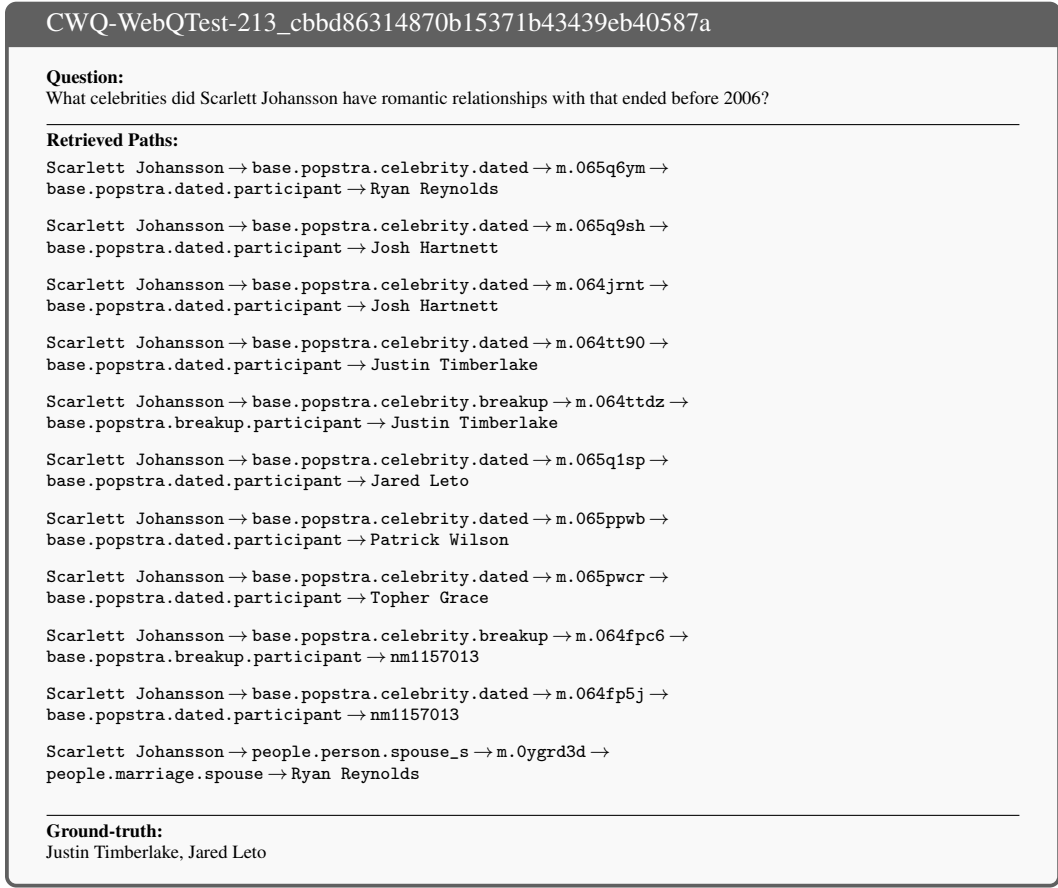 CWQ-WebQTest-213_cbbd86314870b15371b43439eb40587a
Question:
What celebrities did Scarlett Johansson have romantic relationships with that ended before 2006?
Retrieved Paths:
Scarlett Johansson → base.popstra.celebrity.dated → m.065q6ym →
base.popstra.dated.participant → Ryan Reynolds
Scarlett Johansson → base.popstra.celebrity.dated → m.065q9sh →
base.popstra.dated.participant → Josh Hartnett
Scarlett Johansson → base.popstra.celebrity.dated → m.064jrnt →
base.popstra.dated.participant → Josh Hartnett
Scarlett Johansson → base.popstra.celebrity.dated → m.064tt90 →
base.popstra.dated.participant → Justin Timberlake
Scarlett Johansson → base.popstra.celebrity.breakup → m.064ttdz →
base.popstra.breakup.participant → Justin Timberlake
Scarlett Johansson → base.popstra.celebrity.dated → m.065q1sp →
base.popstra.dated.participant → Jared Leto
Scarlett Johansson → base.popstra.celebrity.dated → m.065ppwb →
base.popstra.dated.participant → Patrick Wilson
Scarlett Johansson → base.popstra.celebrity.dated → m.065pwcr →
base.popstra.dated.participant → Topher Grace
Scarlett Johansson → base.popstra.celebrity.breakup → m.064fpc6 →
base.popstra.breakup.participant → nm1157013
Scarlett Johansson → base.popstra.celebrity.dated → m.064fp5j →
base.popstra.dated.participant → nm1157013
Scarlett Johansson → people.person.spouse_s → m.0ygrd3d →
people.marriage.spouse → Ryan Reynolds
Ground-truth:
Justin Timberlake, Jared Leto